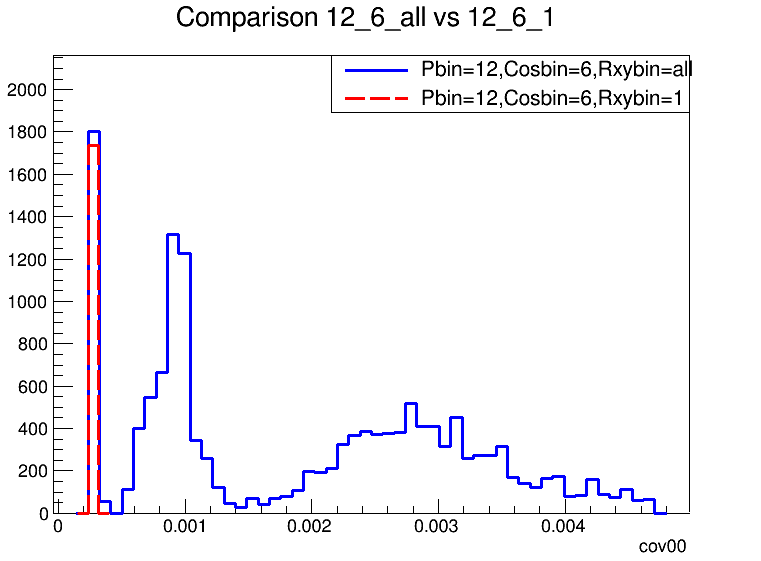 Comparison 12_6_all vs 12_6_1
Pbin=12,Cosbin=6,Rxybin=all
Pbin=12,Cosbin=6,Rxybin=1
2000
1800
1600
1400
1200
1000
800
600
400
200
0
0 0.001 0.002 0.003 0.004
cov00